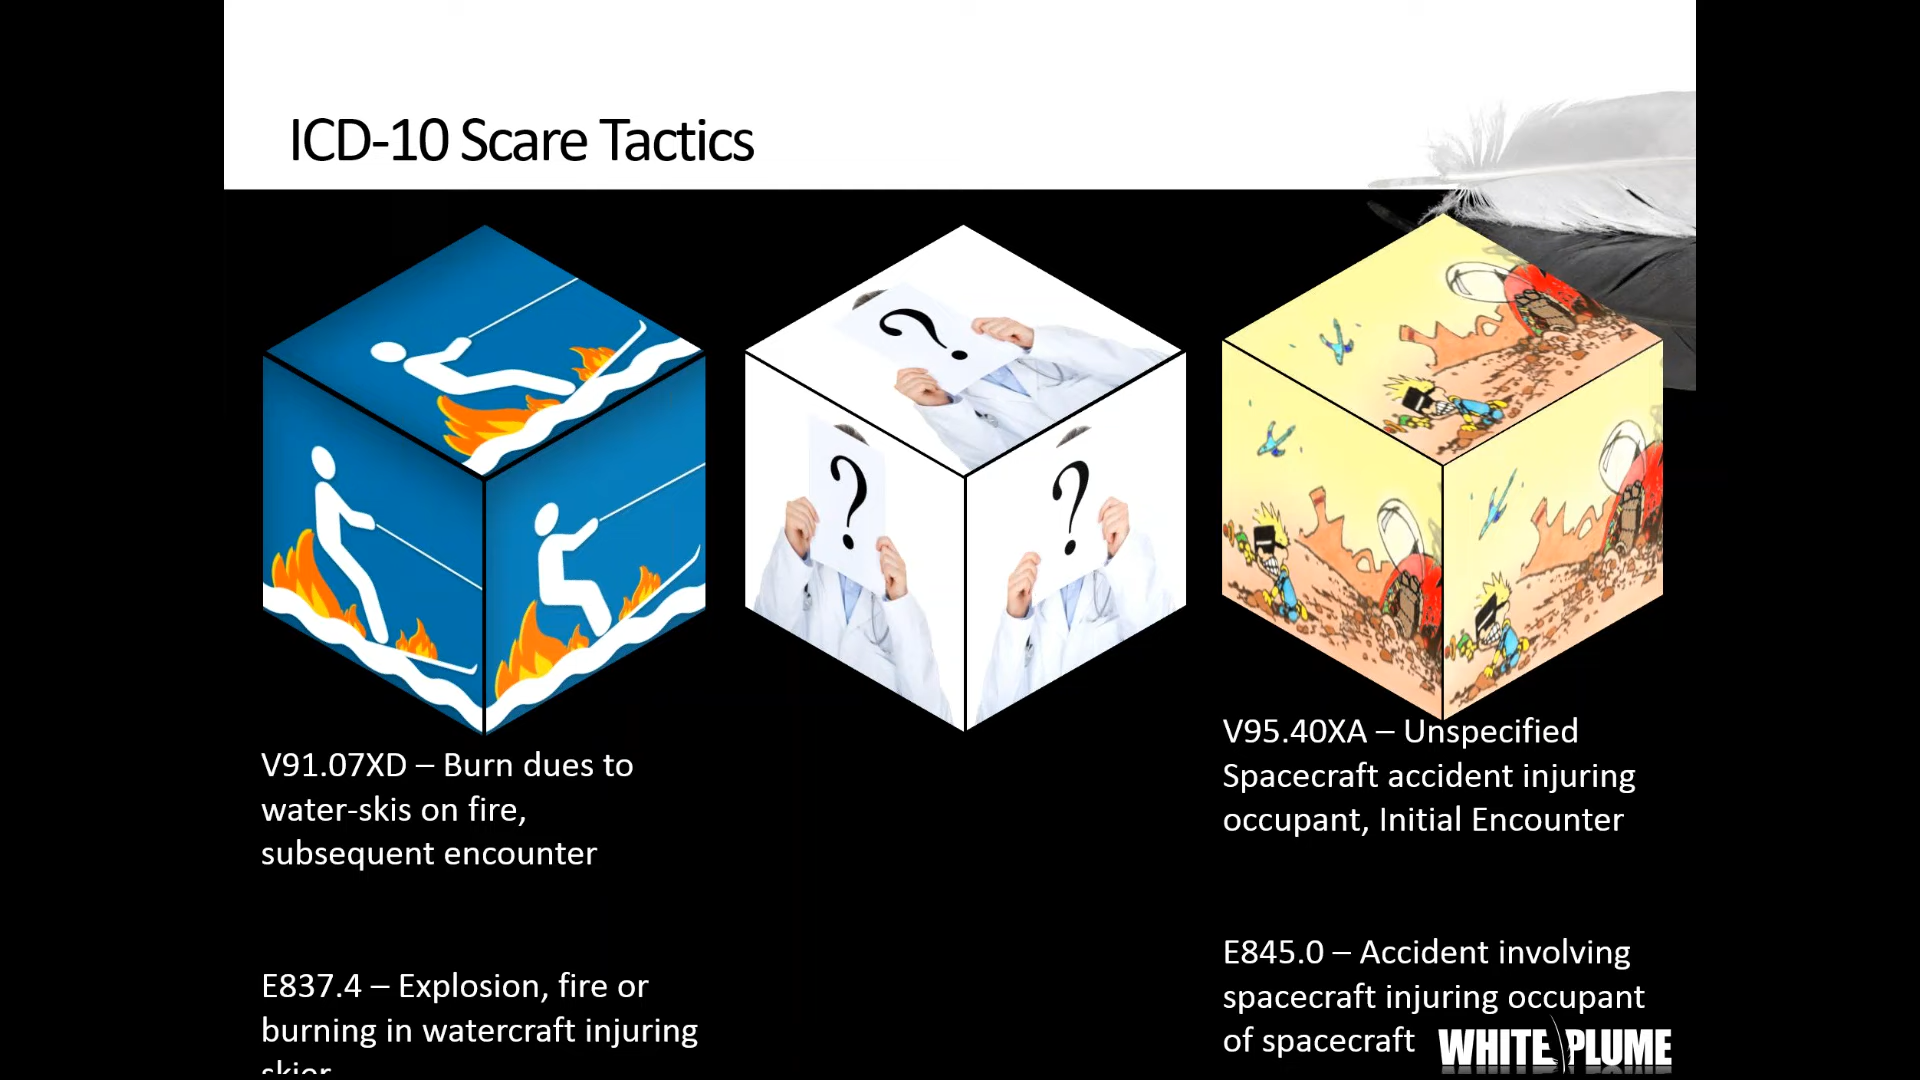 ICD-10 Scare Tactics
?
?
?
V91.07XD – Burn dues to
water-skis on fire,
subsequent encounter
E837.4 – Explosion, fire or
burning in watercraft injuring
skier
V95.40XA – Unspecified
Spacecraft accident injuring
occupant, Initial Encounter
E845.0 – Accident involving
spacecraft injuring occupant
of spacecraft
WHITE PLUME